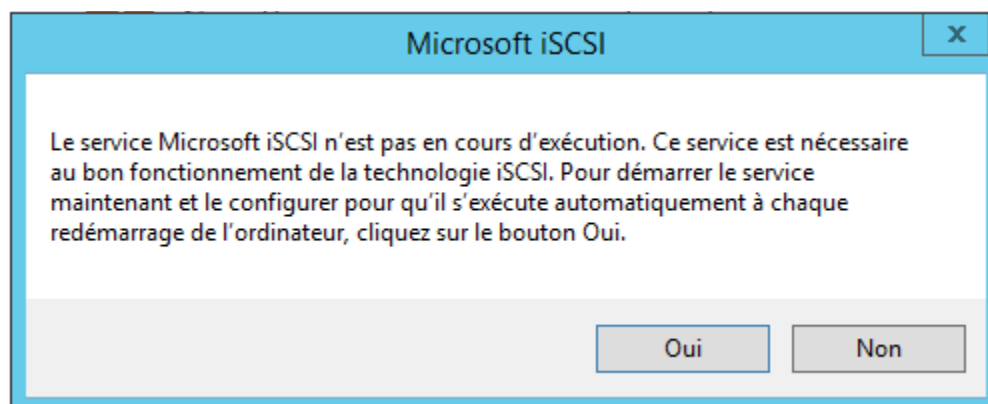 Microsoft iSCSI
x
Le service Microsoft iSCSI n’est pas en cours d’exécution. Ce service est nécessaire
au bon fonctionnement de la technologie iSCSI. Pour démarrer le service
maintenant et le configurer pour qu’il s’exécute automatiquement à chaque
redémarrage de l’ordinateur, cliquez sur le bouton Oui.
Oui
Non